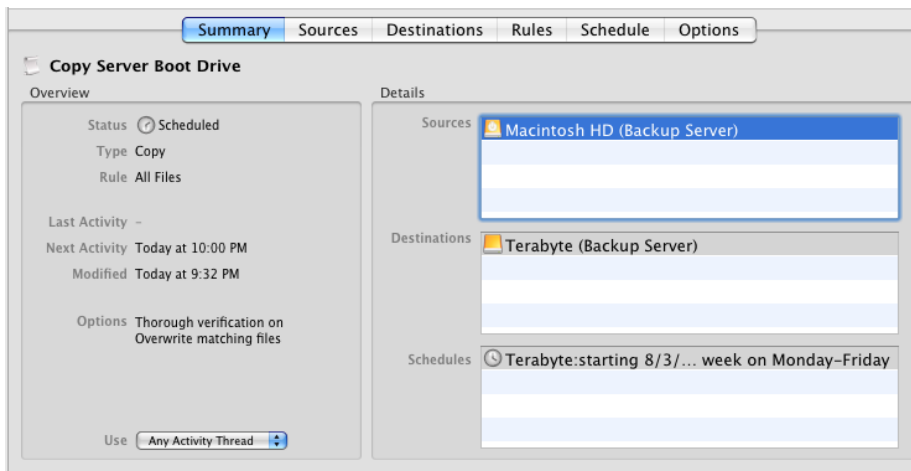 Summary Sources Destinations Rules Schedule Options
Copy Server Boot Drive
Overview
Status Scheduled
Type Copy
Rule All Files
Last Activity –
Next Activity Today at 10:00 PM
Modified Today at 9:32 PM
Options Thorough verification on
Overwrite matching files
Use Any Activity Thread
Details
Sources Macintosh HD (Backup Server)
Destinations Terabyte (Backup Server)
Schedules Terabyte:starting 8/3/... week on Monday–Friday